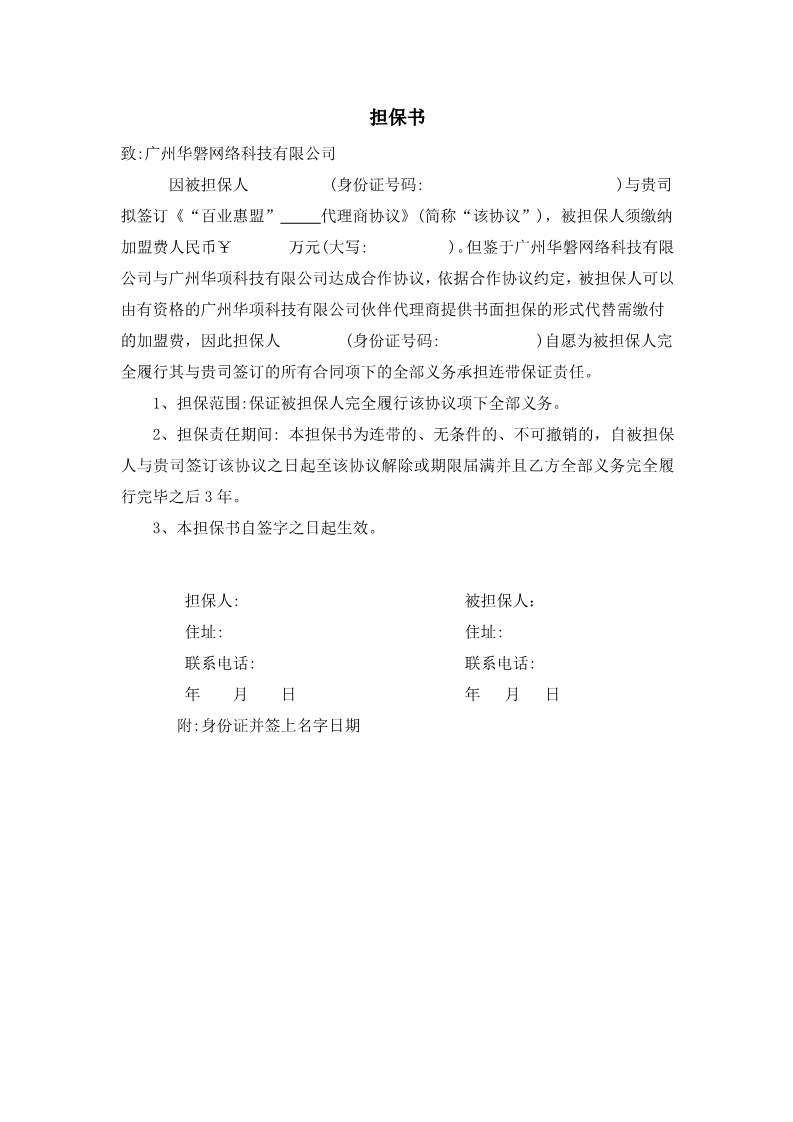 担保书
致:广州华磐网络科技有限公司
因被担保人 (身份证号码: )与贵司
拟签订《“百业惠盟”_____代理商协议》(简称“该协议”)，被担保人须缴纳
加盟费人民币￥ 万元(大写: )。但鉴于广州华磐网络科技有限
公司与广州华项科技有限公司达成合作协议，依据合作协议约定，被担保人可以
由有资格的广州华项科技有限公司伙伴代理商提供书面担保的形式代替需缴付
的加盟费，因此担保人 (身份证号码: )自愿为被担保人完
全履行其与贵司签订的所有合同项下的全部义务承担连带保证责任。
1、担保范围:保证被担保人完全履行该协议项下全部义务。
2、担保责任期间: 本担保书为连带的、无条件的、不可撤销的，自被担保
人与贵司签订该协议之日起至该协议解除或期限届满并且乙方全部义务完全履
行完毕之后 3 年。
3、本担保书自签字之日起生效。
担保人: 被担保人:
住址: 住址:
联系电话: 联系电话:
年 月 日 年 月 日
附:身份证并签上名字日期